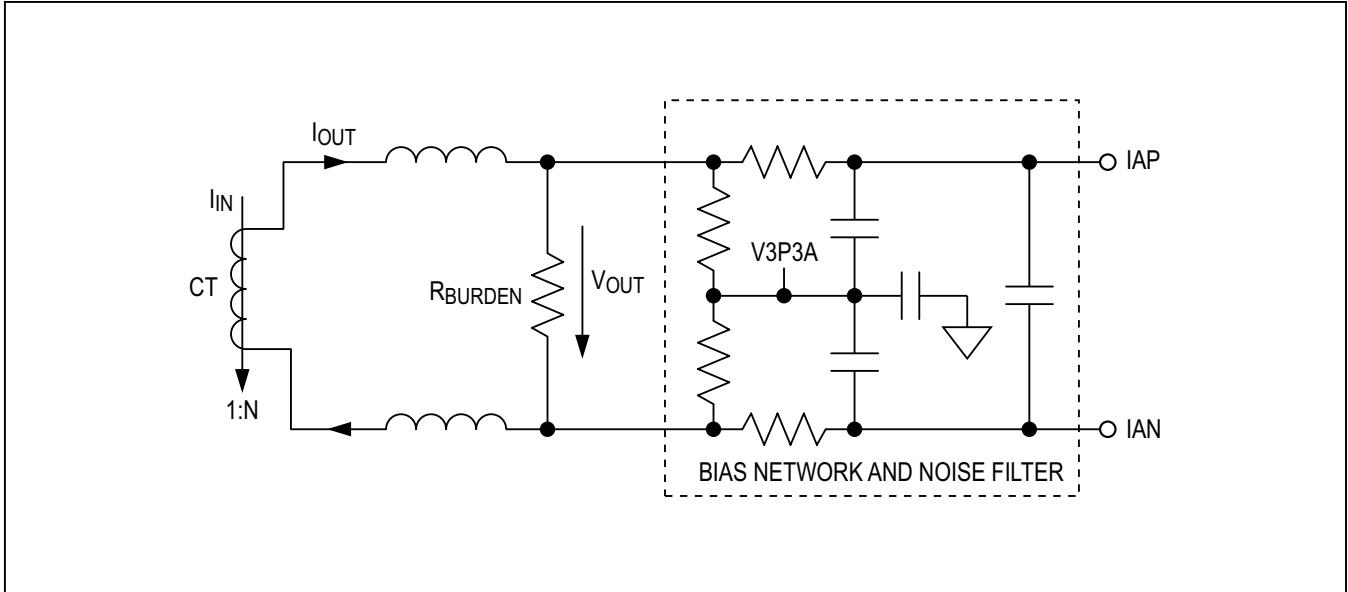 IOUT
IAP
IIN
V3P3A
CT
RBURDEN
VOUT
1:N
IAN
BIAS NETWORK AND NOISE FILTER